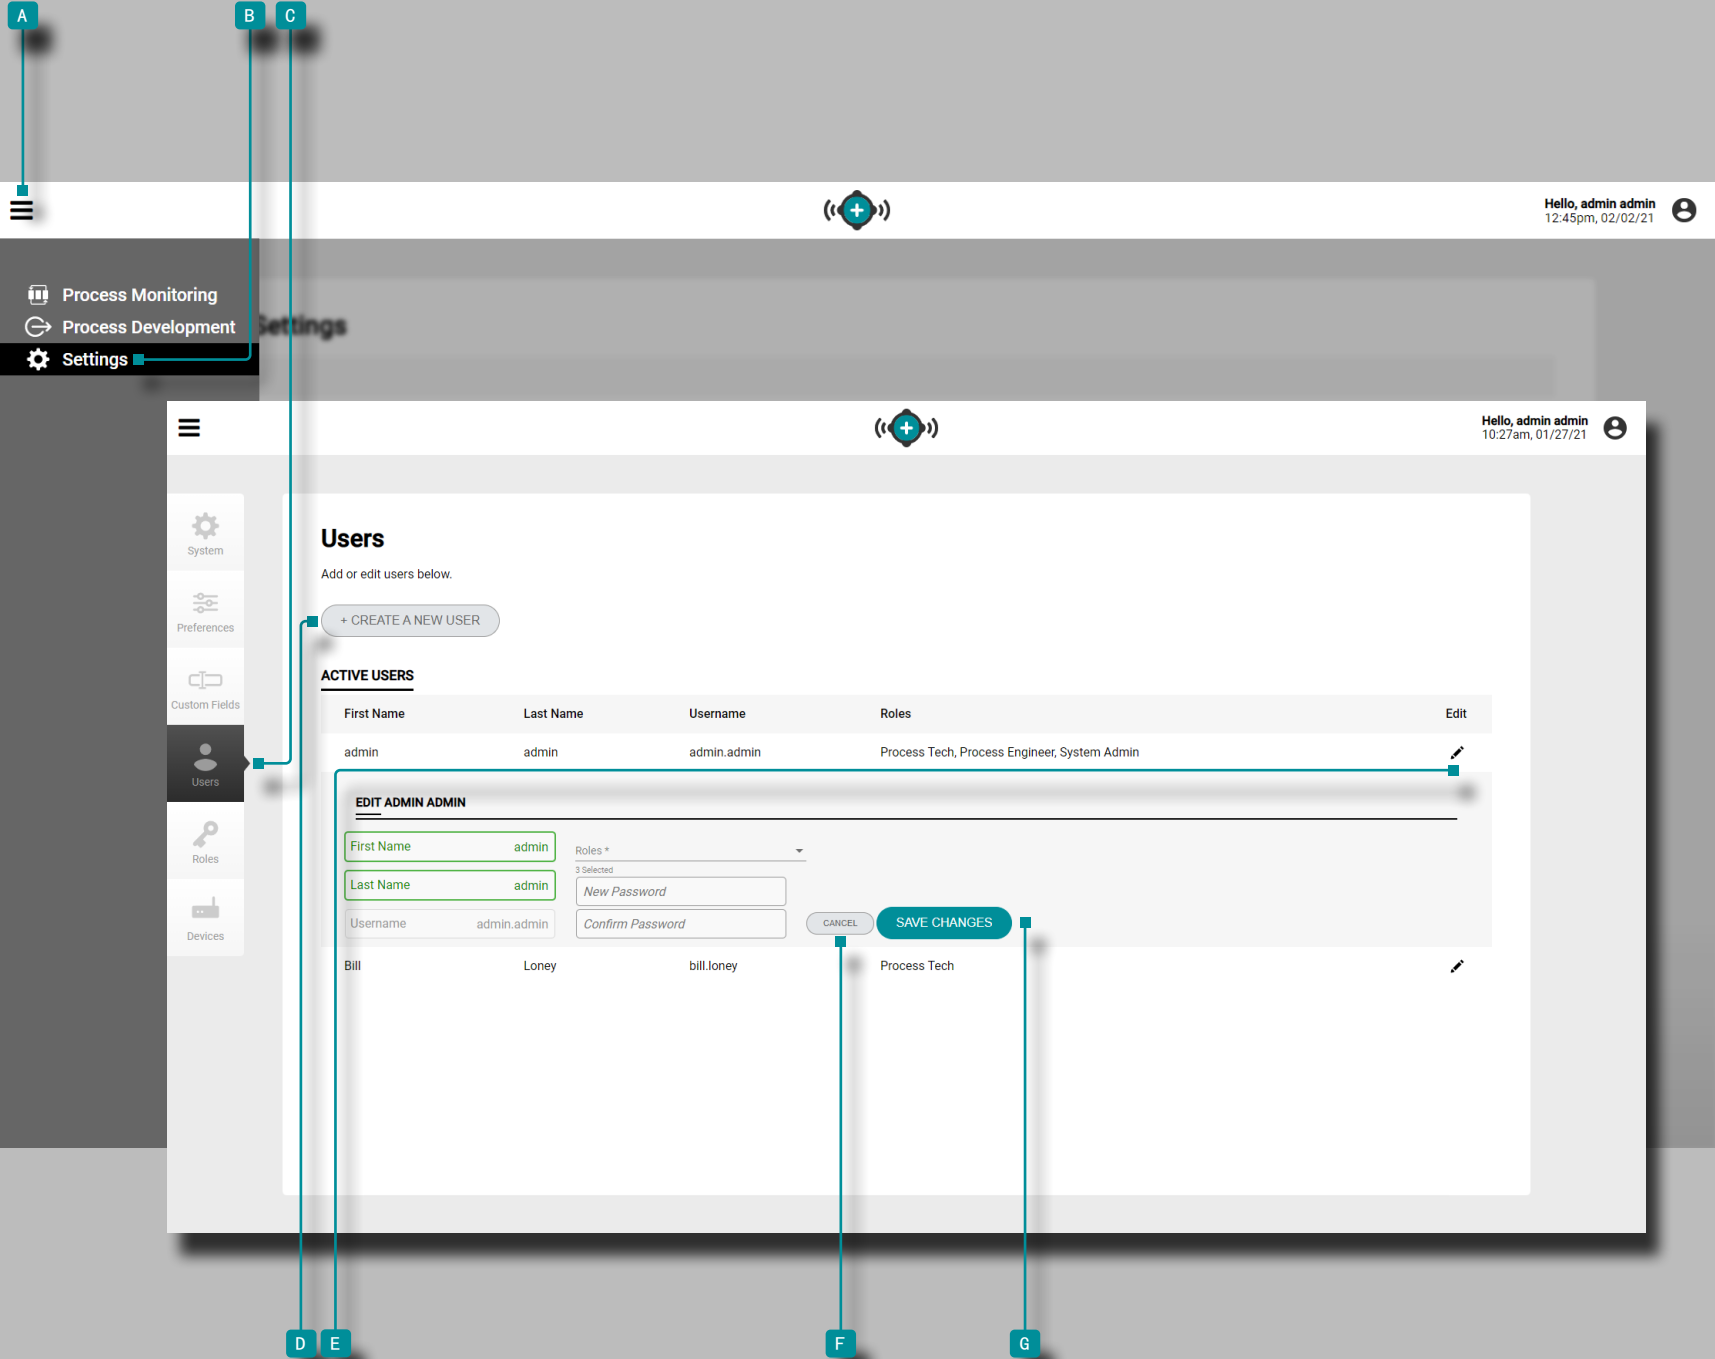 A
B
C
Hello, admin admin
12:45pm, 02/02/21
Process Monitoring
Process Development
Settings
Settings
Hello, admin admin
10:27am, 01/27/21
System
Preferences
Custom Fields
Users
Roles
Devices
Users
Add or edit users below.
+ CREATE A NEW USER
ACTIVE USERS
First Name Last Name Username Roles Edit
admin admin admin.admin Process Tech, Process Engineer, System Admin
EDIT ADMIN ADMIN
First Name admin
Last Name admin
Username admin.admin
Roles *
3 Selected
New Password
Confirm Password
CANCEL
SAVE CHANGES
Bill Loney bill.loney Process Tech
D
E
F
G